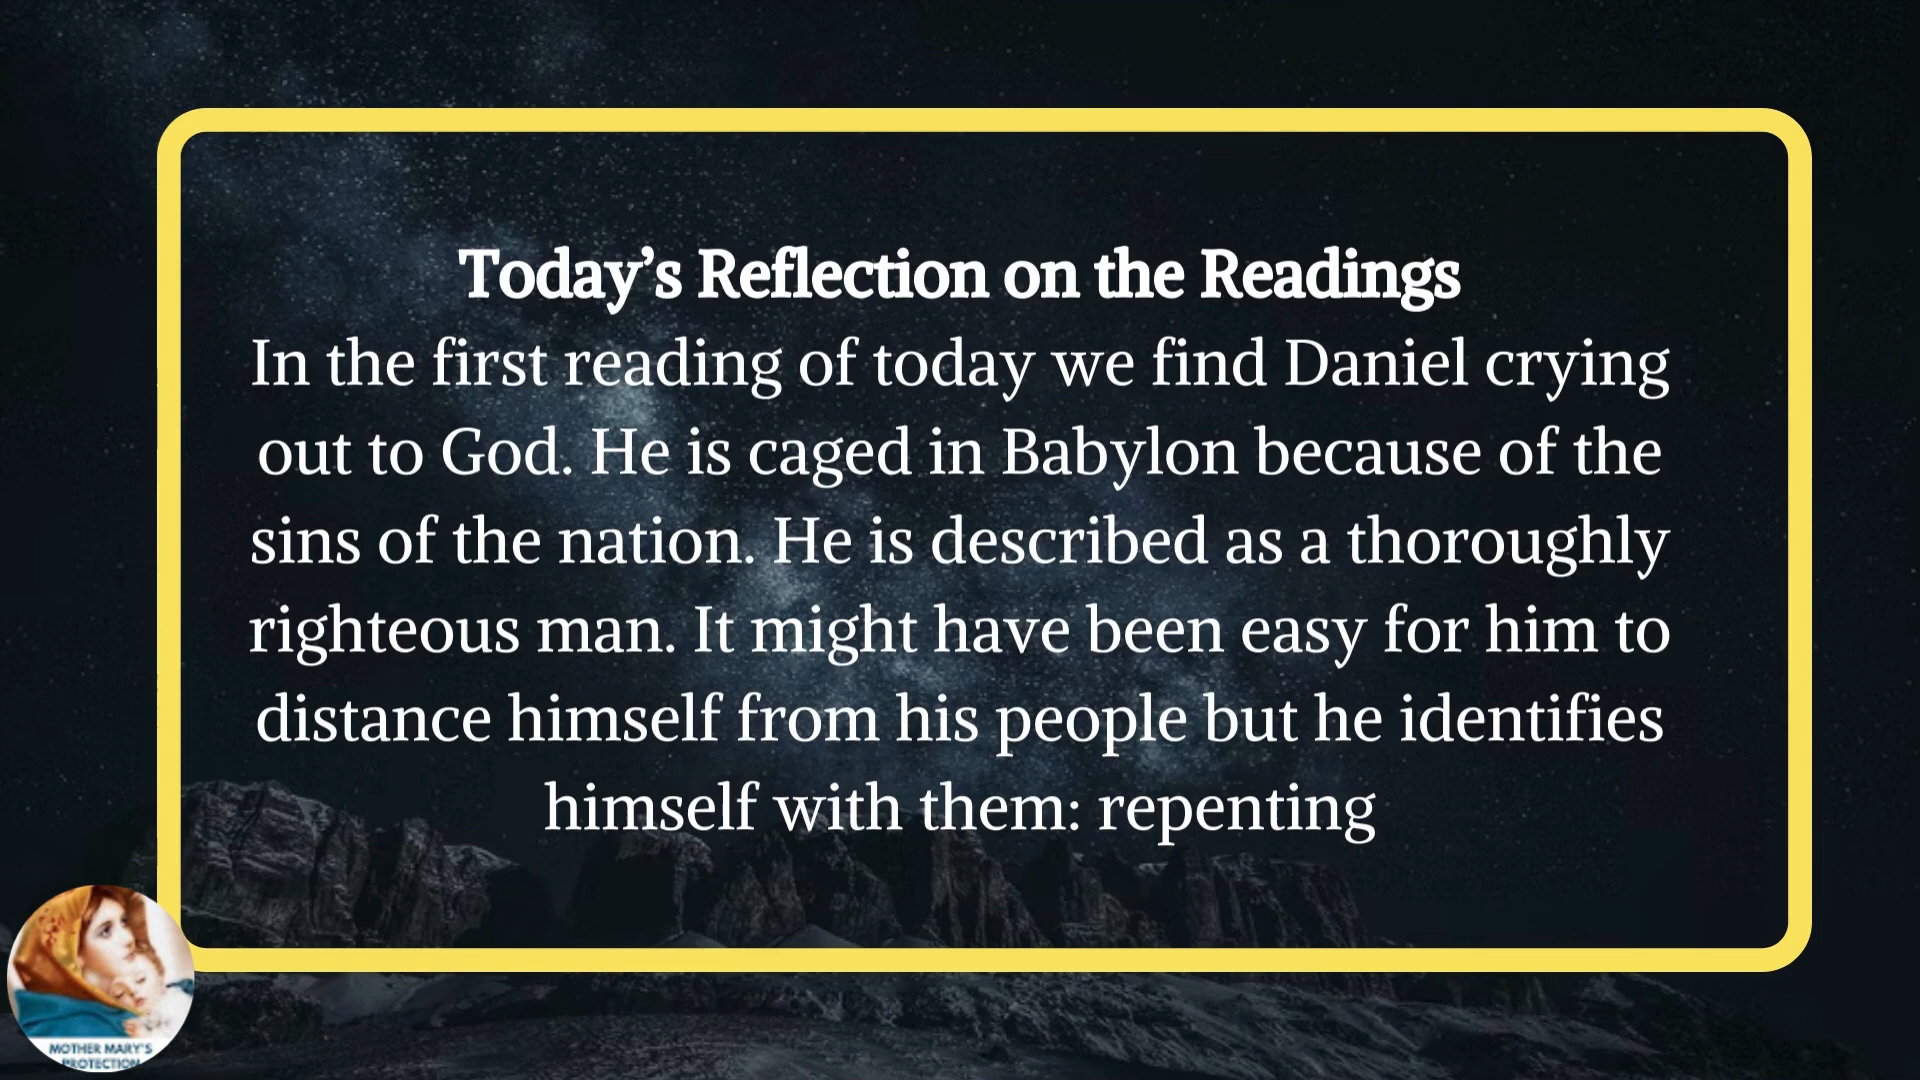 Today’s Reflection on the Readings
In the first reading of today we find Daniel crying
out to God. He is caged in Babylon because of the
sins of the nation. He is described as a thoroughly
righteous man. It might have been easy for him to
distance himself from his people but he identifies
himself with them: repenting
MOTHER MARY'S
PROTECTION